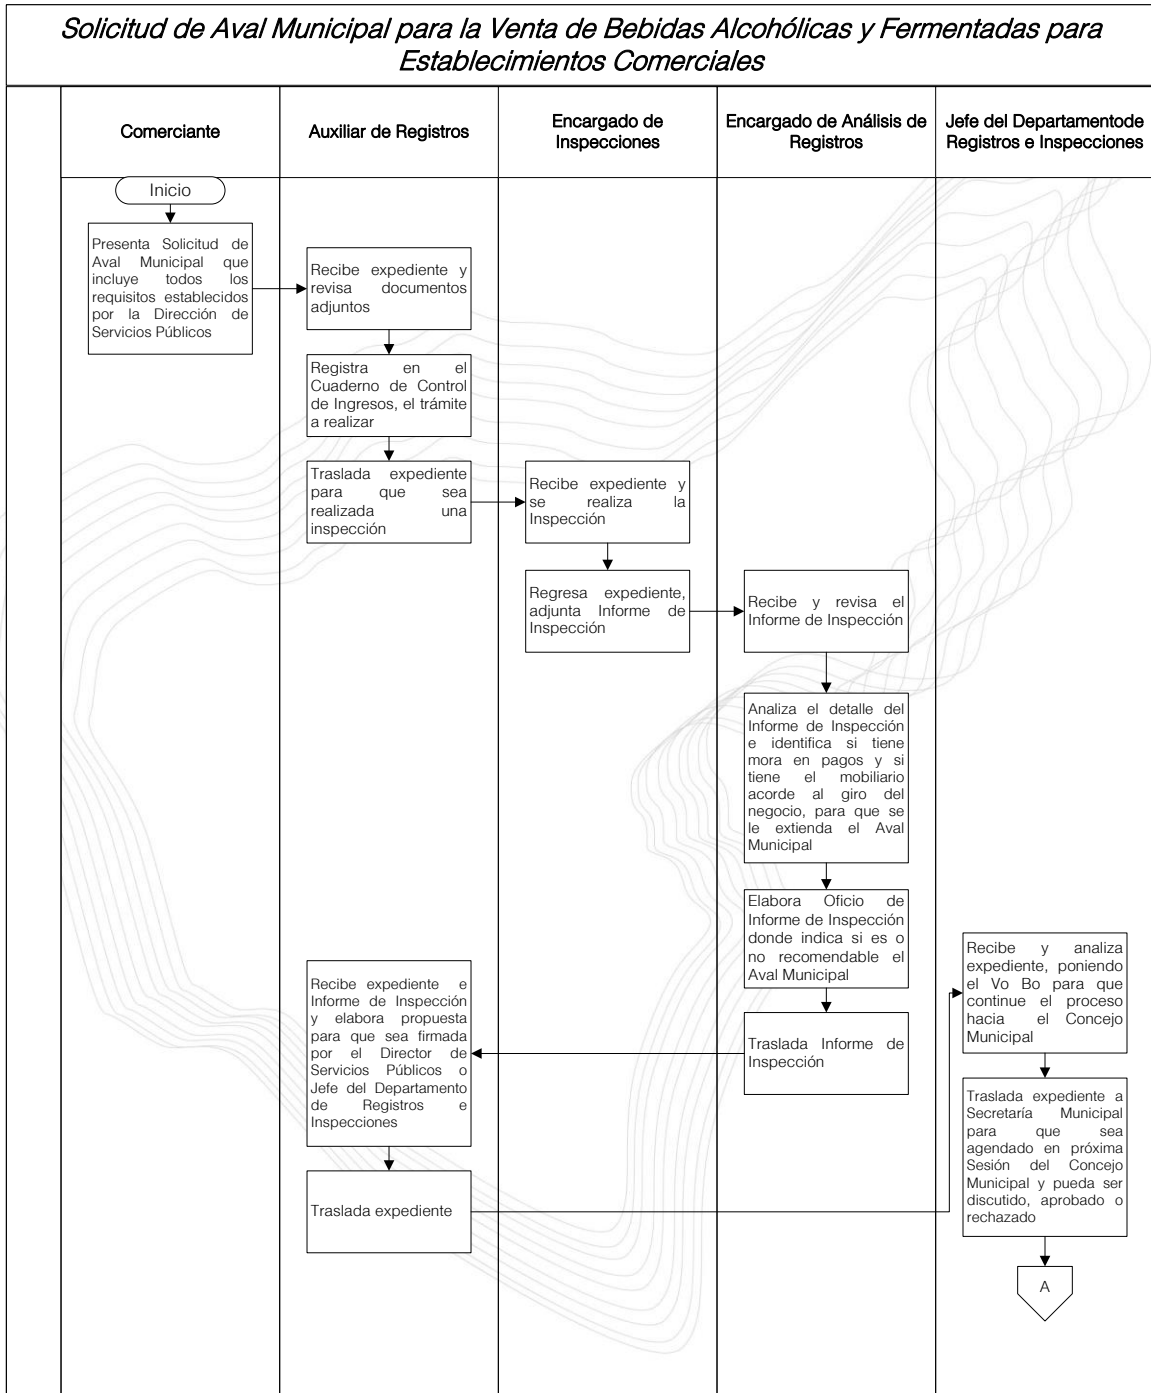 Solicitud de Aval Municipal para la Venta de Bebidas Alcohólicas y Fermentadas para
Establecimientos Comerciales
Comerciante
Auxiliar de Registros
Encargado de
Inspecciones
Encargado de Análisis de
Registros
Jefe del Departamentode
Registros e Inspecciones
Inicio
Presenta Solicitud de
Aval Municipal que
incluye todos los
requisitos establecidos
por la Dirección de
Servicios Públicos
Recibe expediente y
revisa documentos
adjuntos
Registra en el
Cuaderno de Control
de Ingresos, el trámite
a realizar
Traslada expediente
para que sea
realizada una
inspección
Recibe expediente y
se realiza la
Inspección
Regresa expediente,
adjunta Informe de
Inspección
Recibe y revisa el
Informe de Inspección
Analiza el detalle del
Informe de Inspección
e identifica si tiene
mora en pagos y si
tiene el mobiliario
acorde al giro del
negocio, para que se
le extienda el Aval
Municipal
Elabora Oficio de
Informe de Inspección
donde indica si es o
no recomendable el
Aval Municipal
Traslada Informe de
Inspección
Recibe expediente e
Informe de Inspección
y elabora propuesta
para que sea firmada
por el Director de
Servicios Públicos o
Jefe del Departamento
de Registros e
Inspecciones
Traslada expediente
Recibe y analiza
expediente, poniendo
el Vo Bo para que
continue el proceso
hacia el Concejo
Municipal
Traslada expediente a
Secretaría Municipal
para que sea
agendado en próxima
Sesión del Concejo
Municipal y pueda ser
discutido, aprobado o
rechazado
A